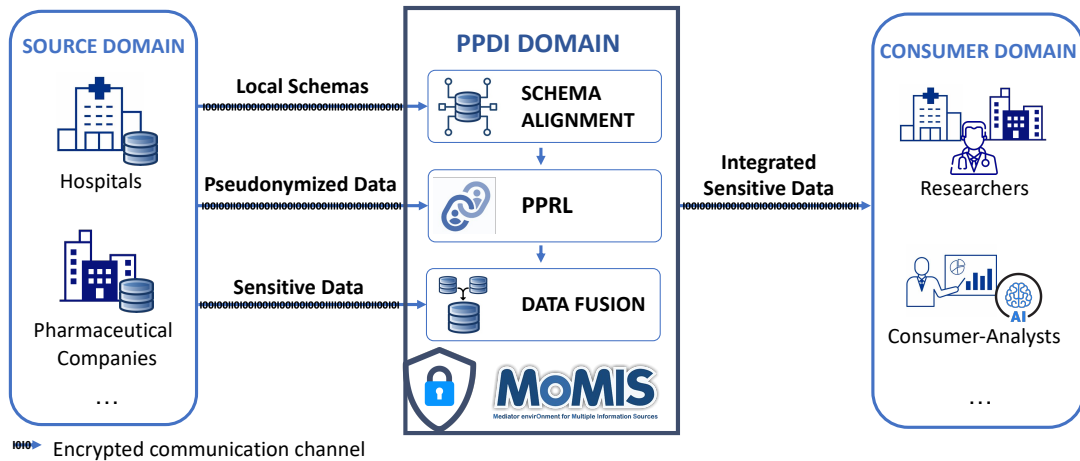 SOURCE DOMAIN
Hospitals
Pharmaceutical
Companies
...
Local Schemas
Pseudonymized Data
Sensitive Data
PPDI DOMAIN
SCHEMA
ALIGNMENT
PPRL
DATA FUSION
MOMIS
Mediator envirOnment for Multiple Information Sources
Integrated
Sensitive Data
CONSUMER DOMAIN
Researchers
AI
Consumer-Analysts
...
Encrypted communication channel